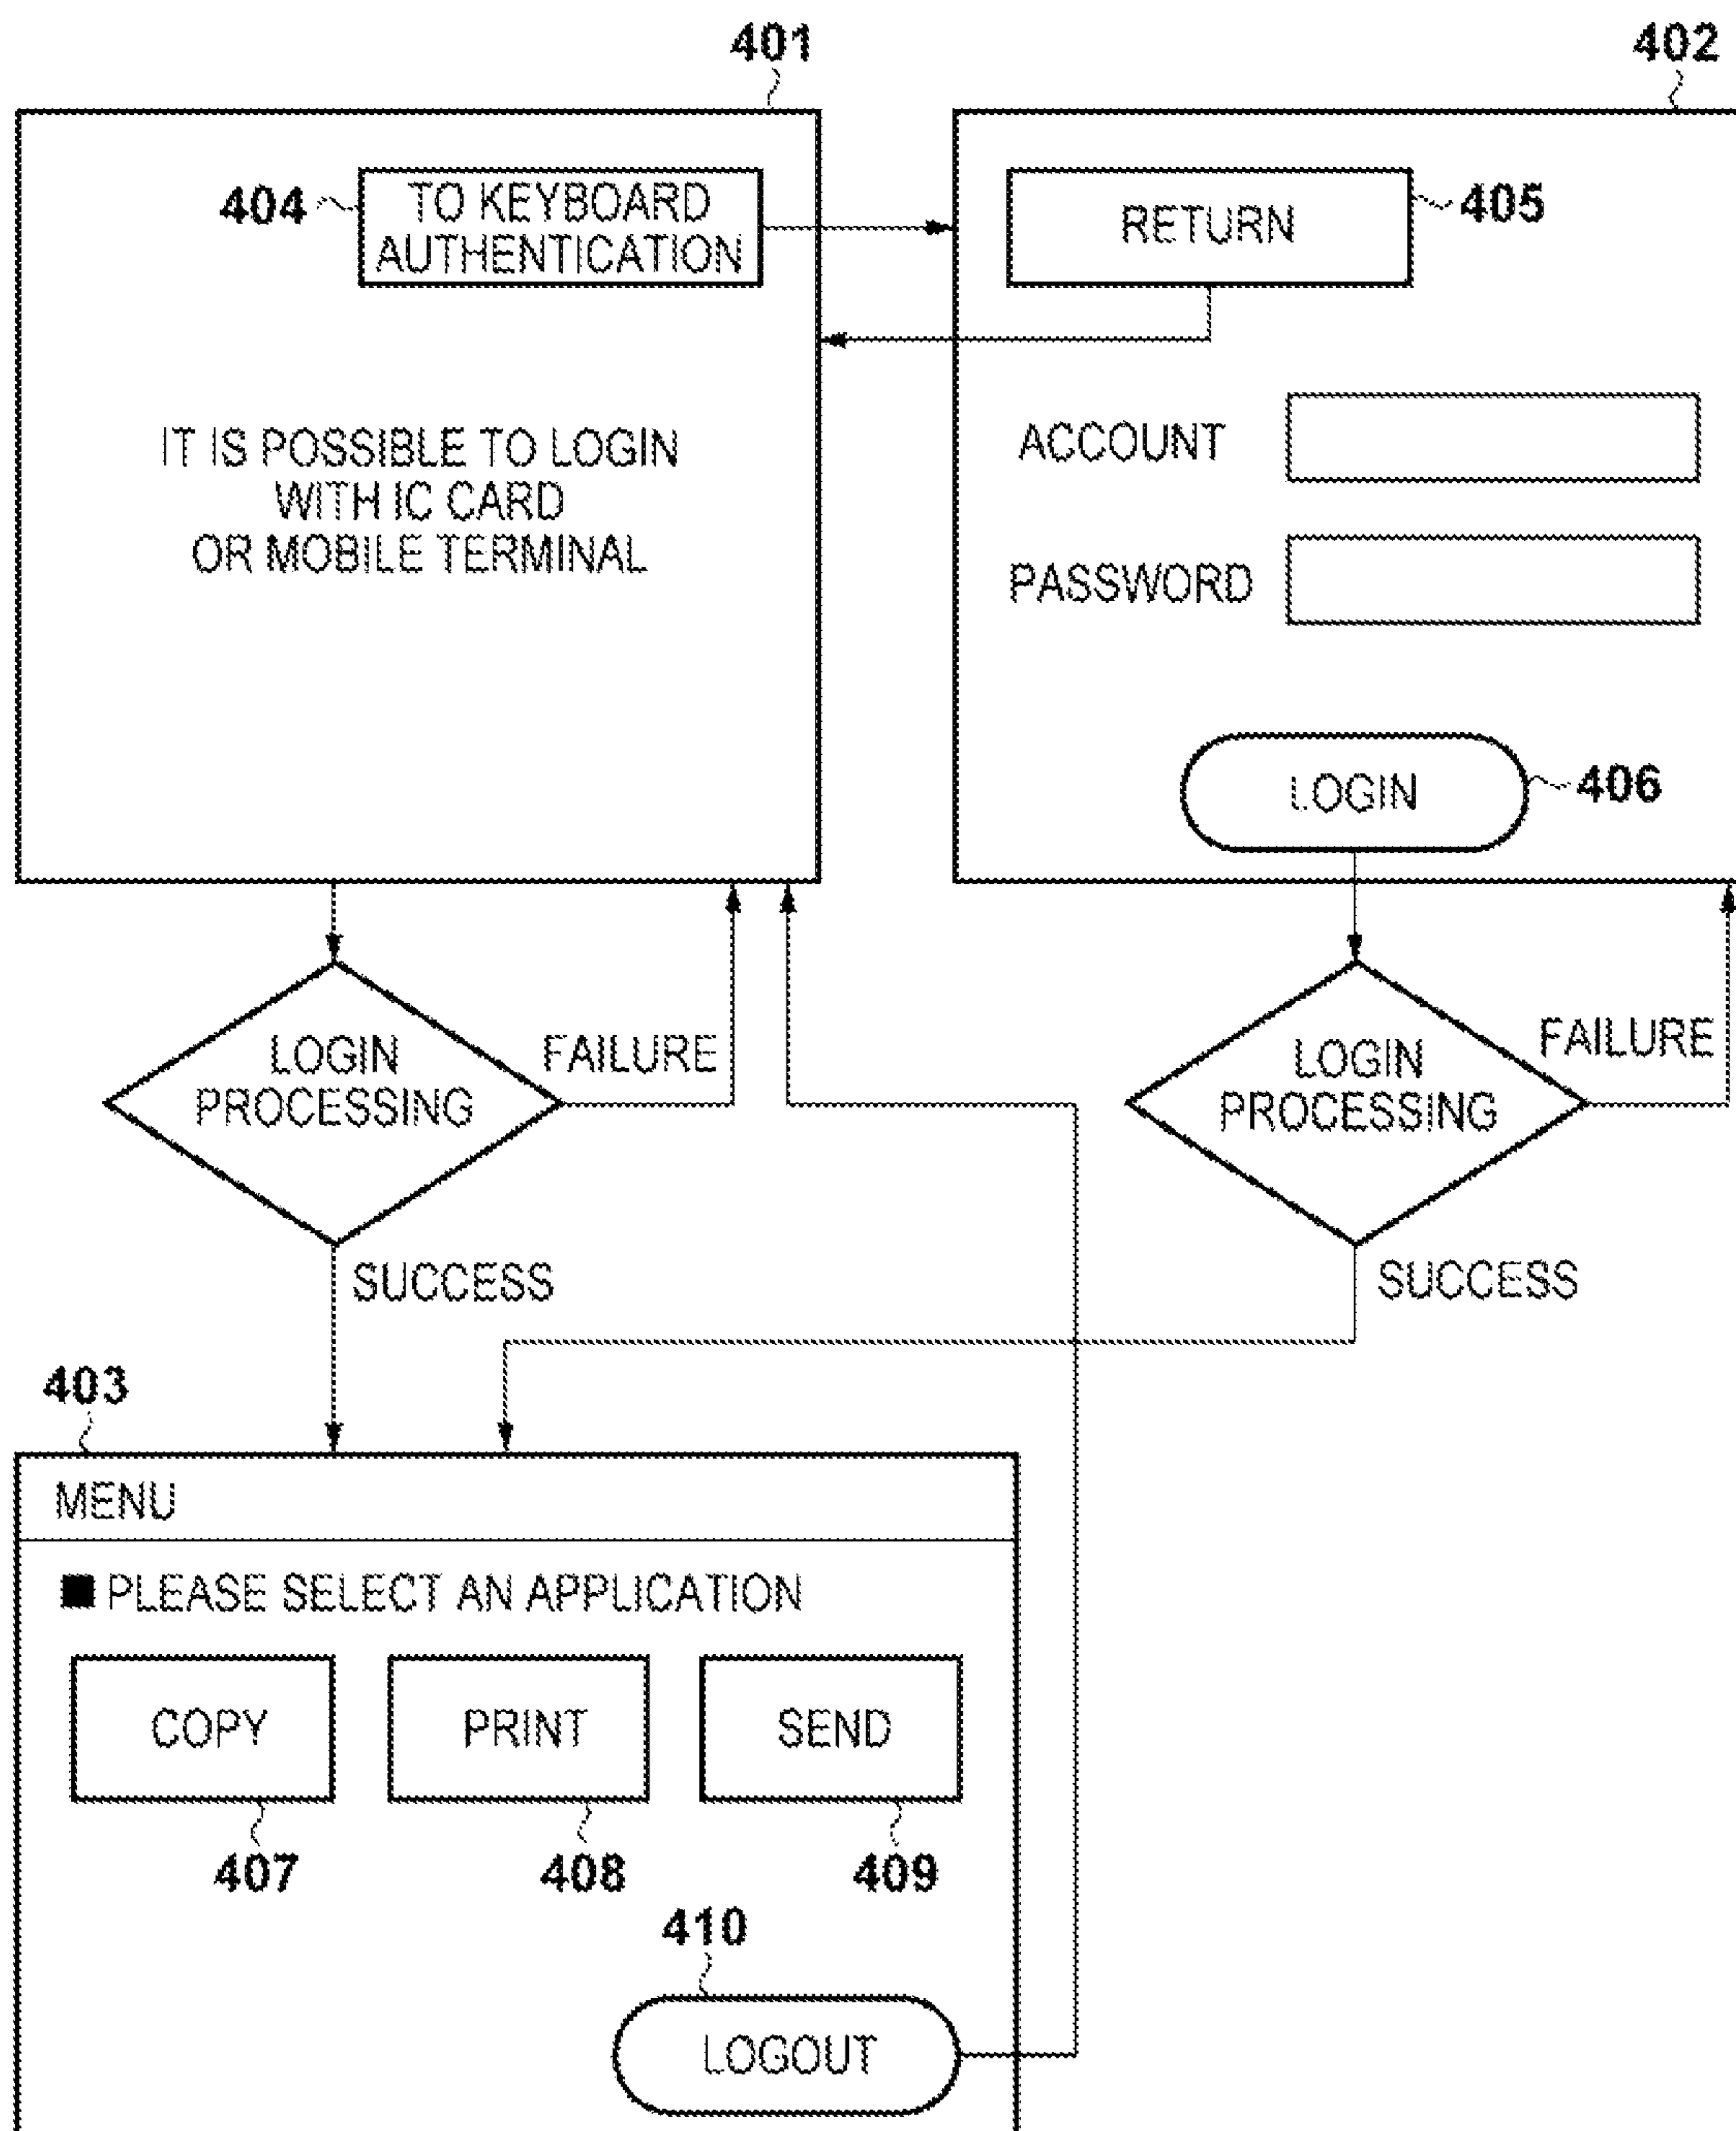 401
402
404
TO KEYBOARD
AUTHENTICATION
RETURN
405
IT IS POSSIBLE TO LOGIN
WITH IC CARD
OR MOBILE TERMINAL
ACCOUNT
PASSWORD
LOGIN
406
LOGIN
PROCESSING
FAILURE
LOGIN
PROCESSING
FAILURE
SUCCESS
SUCCESS
403
MENU
■ PLEASE SELECT AN APPLICATION
COPY
PRINT
SEND
407
408
409
410
LOGOUT